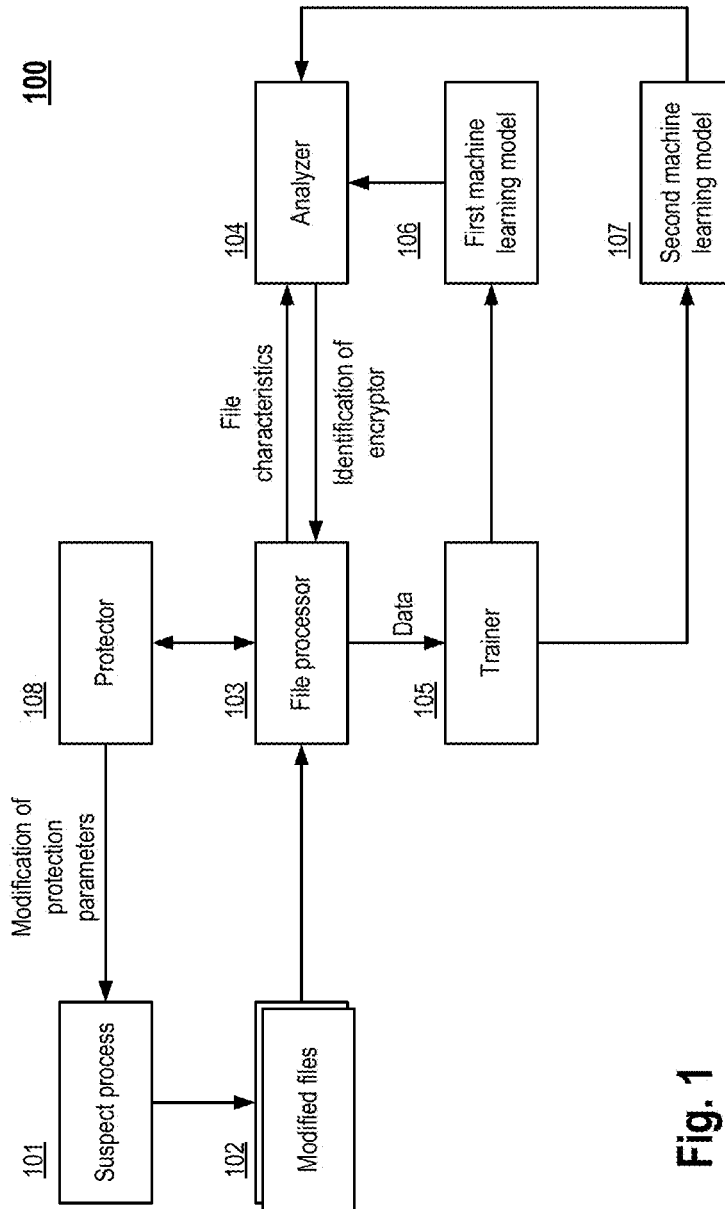 100
101
Suspect process
Modification of
protection
parameters
108
Protector
102
Modified files
103
File processor
File
characteristics
Identification of
encryptor
104
Analyzer
Data
105
Trainer
106
First machine
learning model
107
Second machine
learning model
Fig. 1